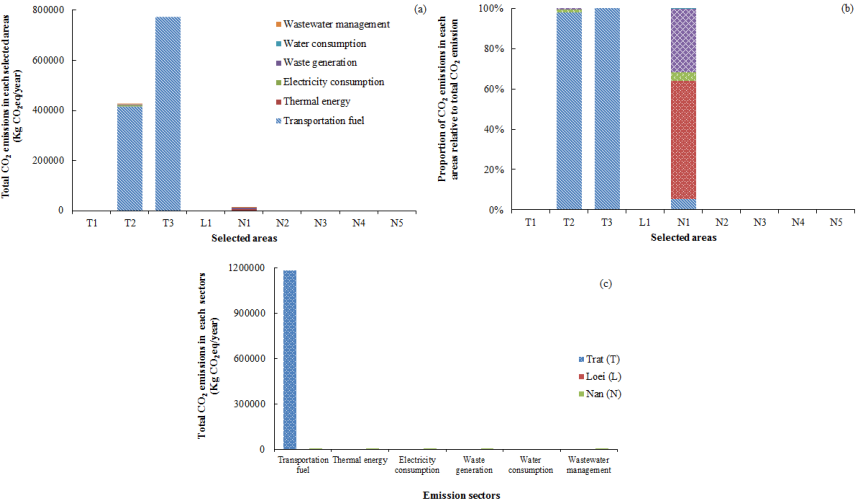 (a)
Total CO2 emissions in each selected areas
(Kg CO2eq/year)
800000
600000
400000
200000
0
T1 T2 T3 L1 N1 N2 N3 N4 N5
Selected areas
Wastewater management
Water consumption
Waste generation
Electricity consumption
Thermal energy
Transportation fuel
(b)
Proportion of CO2 emissions in each
areas relative to total CO2 emission
100%
80%
60%
40%
20%
0%
T1 T2 T3 L1 N1 N2 N3 N4 N5
Selected areas
(c)
Total CO2 emissions in each sectors
(Kg CO2eq/year)
1200000
900000
600000
300000
0
Transportation fuel
Thermal energy
Electricity consumption
Waste generation
Water consumption
Wastewater management
Emission sectors
Trat (T)
Loei (L)
Nan (N)